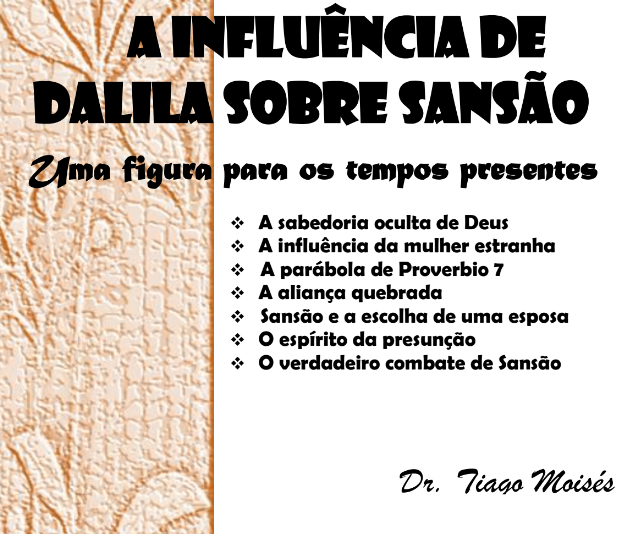 A INFLUÊNCIA DE
DALILA SOBRE SANSÃO
Uma figura para os tempos presentes
❖ A sabedoria oculta de Deus
❖ A influência da mulher estranha
❖ A parábola de Proverbio 7
❖ A aliança quebrada
❖ Sansão e a escolha de uma esposa
❖ O espírito da presunção
❖ O verdadeiro combate de Sansão
Dr. Tiago Moisés